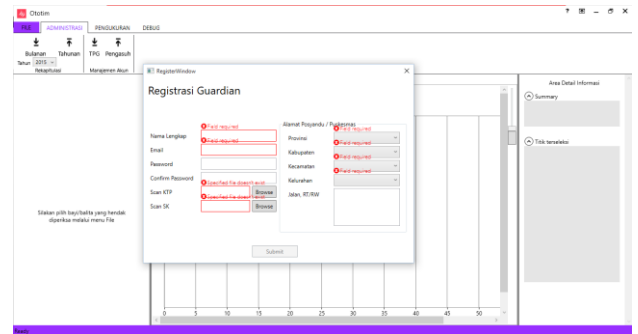 Ototim
FILE ADMINISTRASI PENGUKURAN DEBUG
Bulanan Tahunan TPG Pengasuh
Tahun 2015
Rekapitulasi Manajemen Akun
RegisterWindow
Registrasi Guardian
Field required
Nama Lengkap
Field required
Email
Password
Confirm Password
Specified file doesn't exist
Scan KTP Browse
Specified file doesn't exist
Scan SK Browse
Alamat Posyandu / Puskesmas
Field required
Provinsi
Field required
Kabupaten
Field required
Kecamatan
Field required
Kelurahan
Jalan, RT/RW
Submit
Silakan pilih bayi/balita yang hendak
diperiksa melalui menu File
Area Detail Informasi
Summary
Titik terseleksi
0 5 10 15 20 25 30 35 40 45 50
Ready